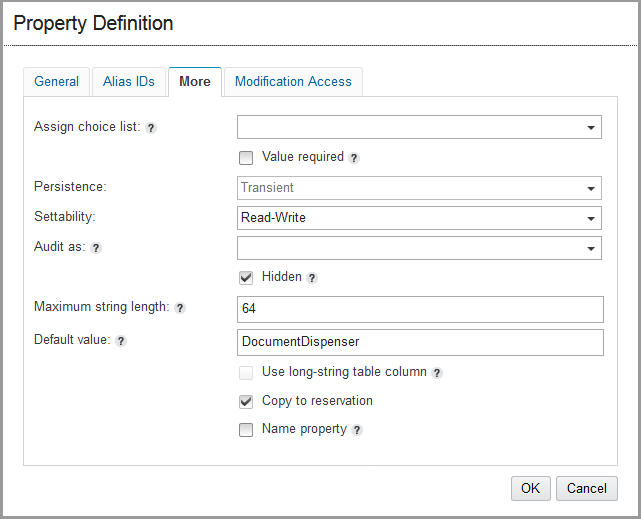 Property Definition
General Alias IDs More Modification Access
Assign choice list: ?
Value required ?
Persistence: Transient
Settability: Read-Write
Audit as: ?
Hidden ?
Maximum string length: ? 64
Default value: ? DocumentDispenser
Use long-string table column ?
Copy to reservation
Name property ?
OK Cancel